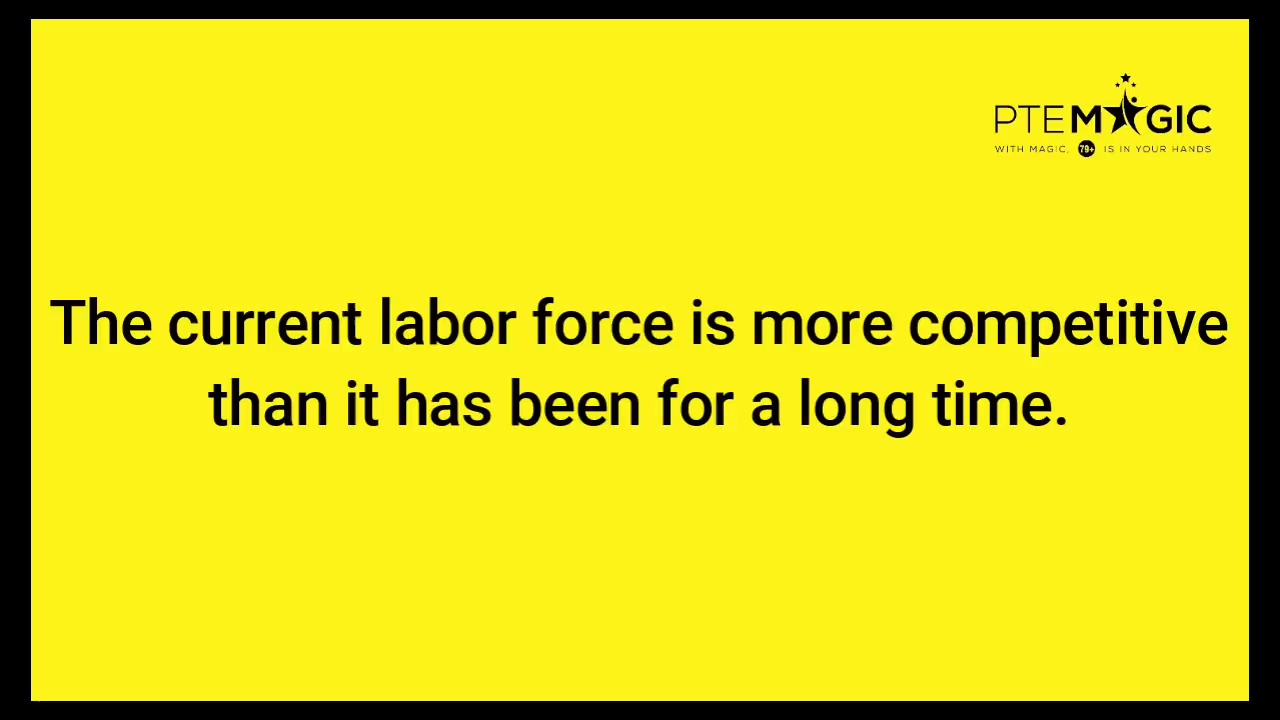 PTEMAGIC
WITH MAGIC, 79+ IS IN YOUR HANDS
The current labor force is more competitive
than it has been for a long time.